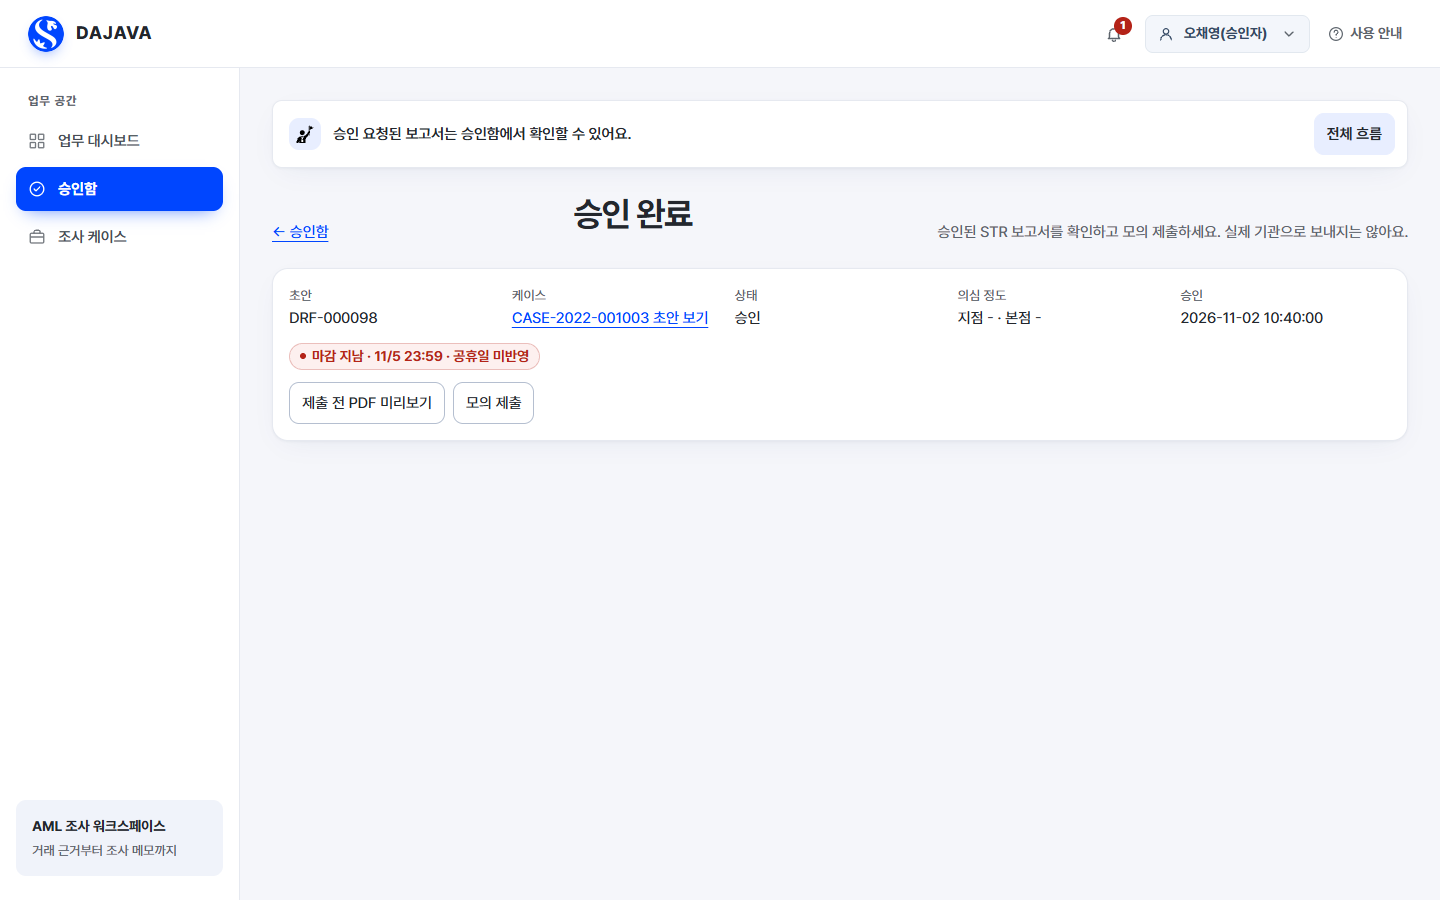 DAJAVA
1
오채영(승인자)
사용 안내
업무 공간
업무 대시보드
승인함
조사 케이스
승인 요청된 보고서는 승인함에서 확인할 수 있어요.
전체 흐름
← 승인함
승인 완료
승인된 STR 보고서를 확인하고 모의 제출하세요. 실제 기관으로 보내지는 않아요.
초안
DRF-000098
케이스
CASE-2022-001003 초안 보기
상태
승인
의심 정도
지점 - · 본점 -
승인
2026-11-02 10:40:00
마감 지남 · 11/5 23:59 · 공휴일 미반영
제출 전 PDF 미리보기
모의 제출
AML 조사 워크스페이스
거래 근거부터 조사 메모까지